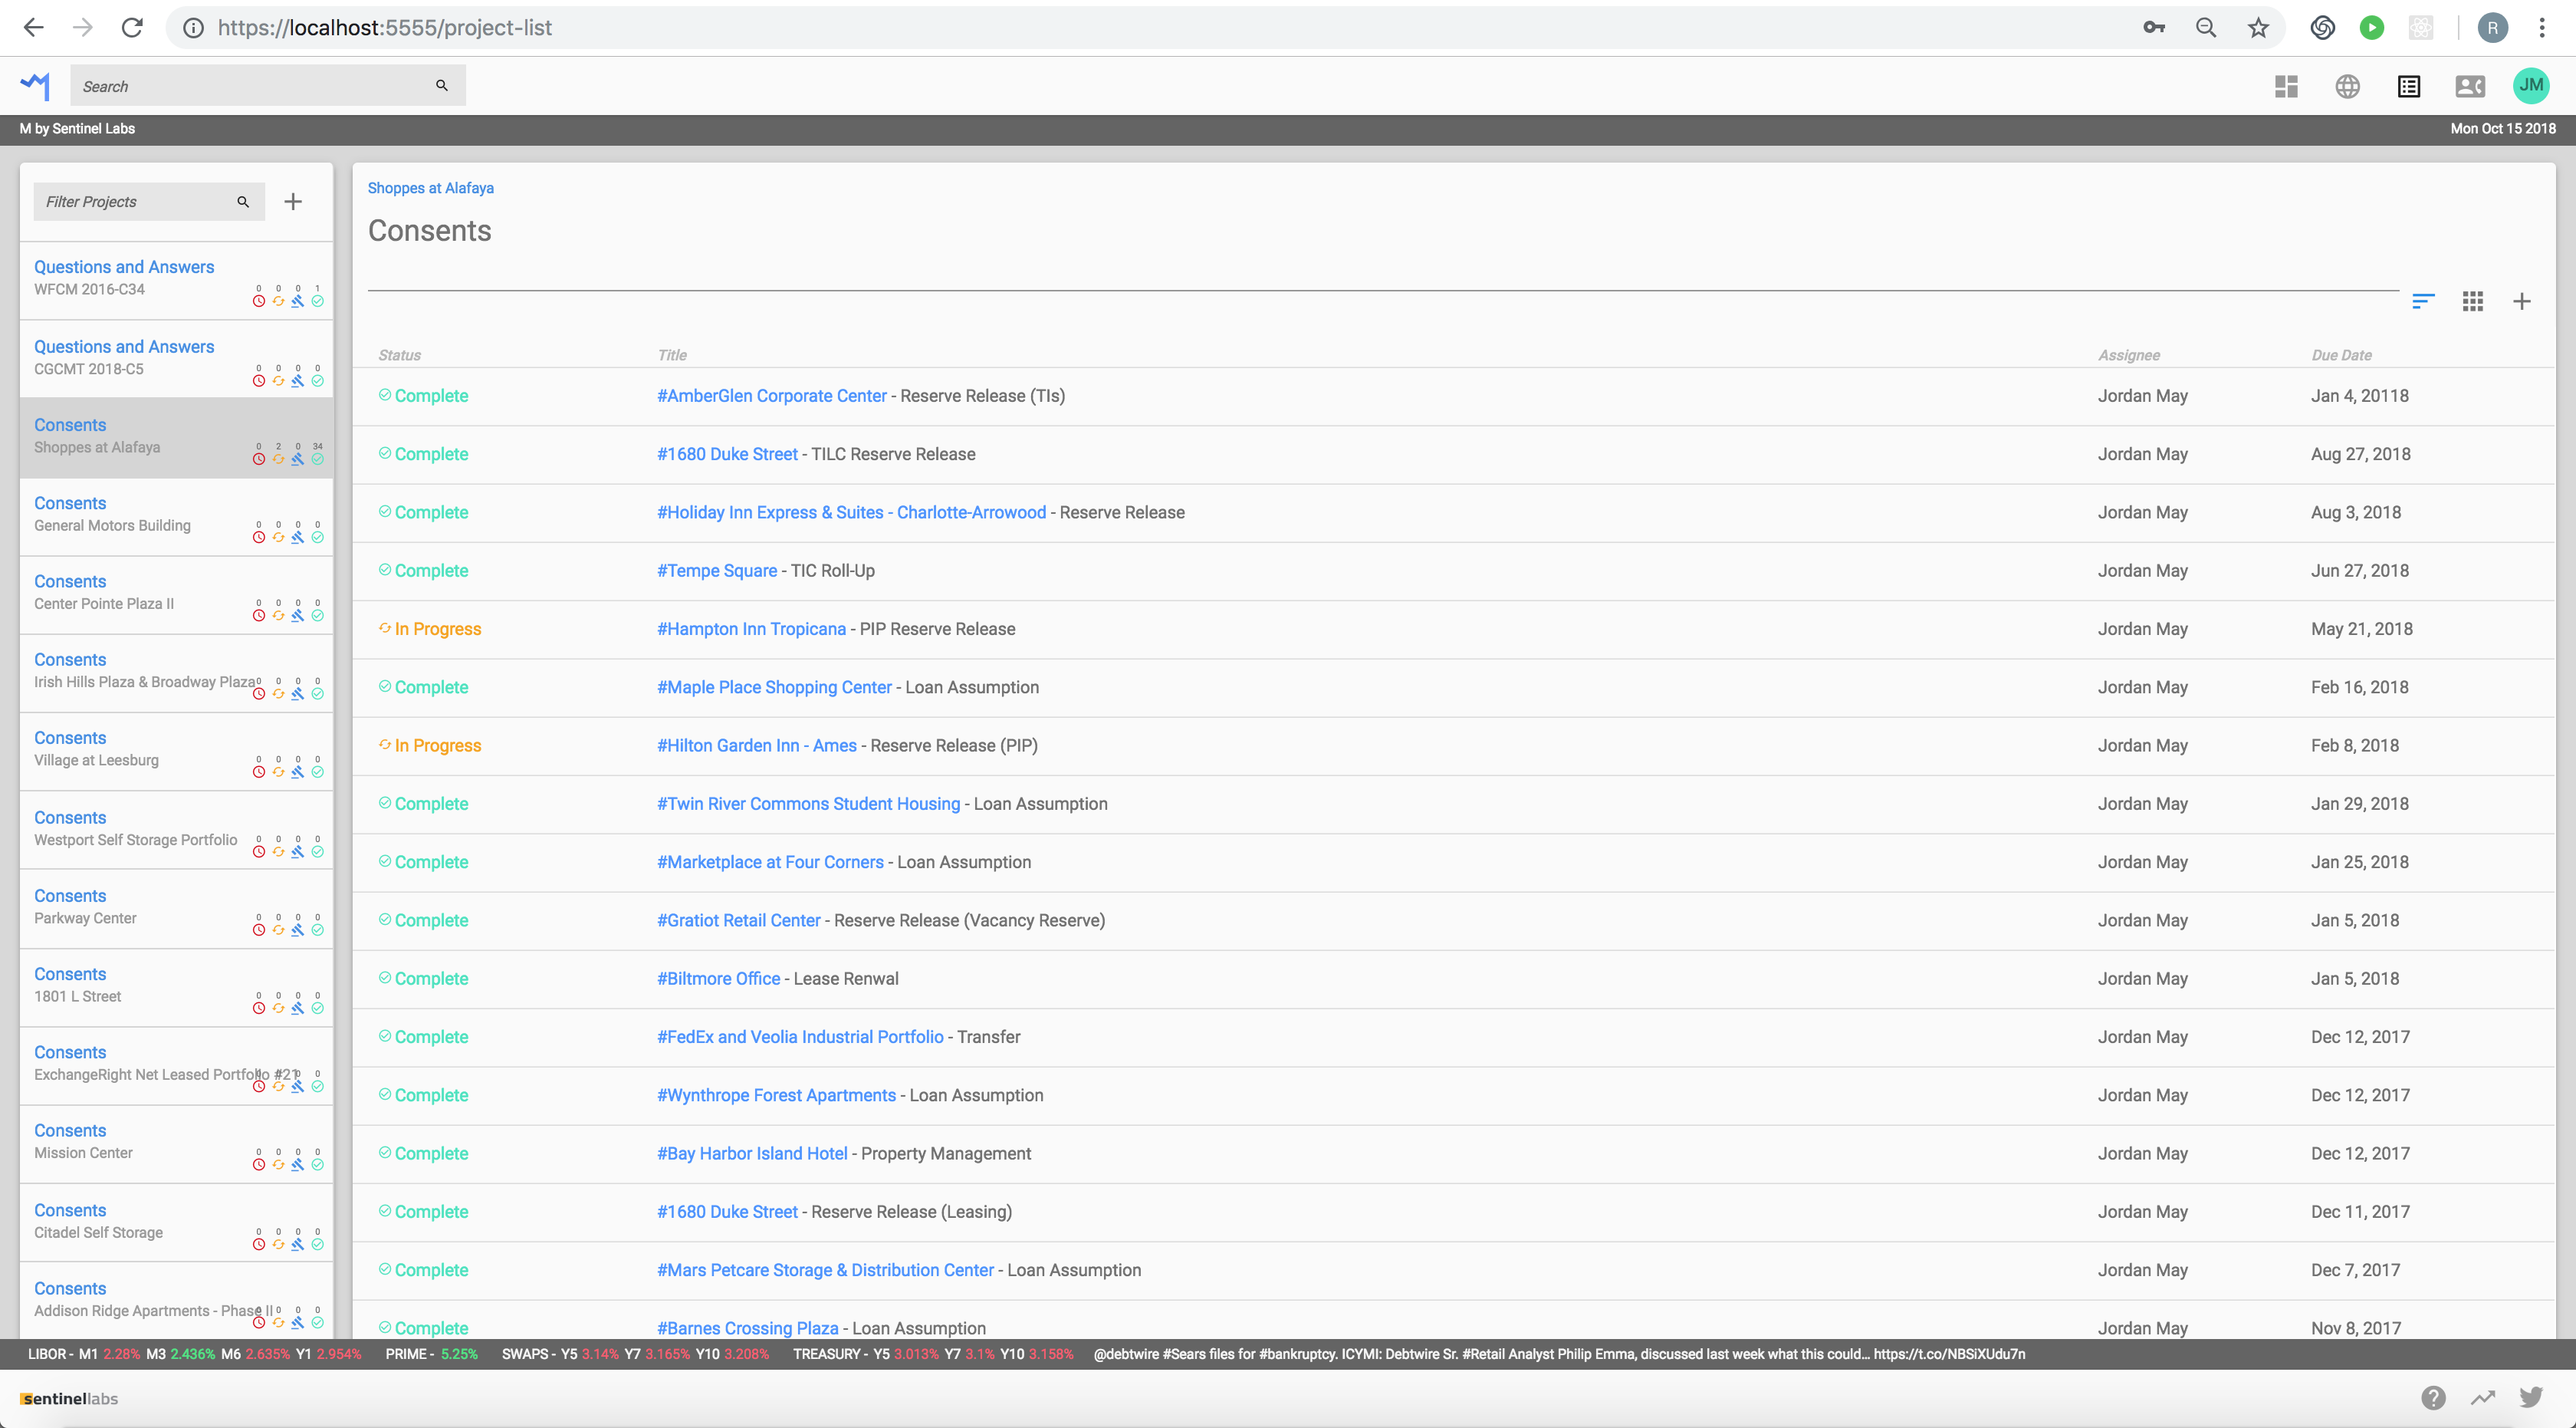 https://localhost:5555/project-list
R
Search
JM
M by Sentinel Labs
Mon Oct 15 2018
Filter Projects
Questions and Answers
WFCM 2016-C34
0 0 0 1
Questions and Answers
CGCMT 2018-C5
0 0 0 0
Consents
Shoppes at Alafaya
0 2 0 34
Consents
General Motors Building
0 0 0 0
Consents
Center Pointe Plaza II
0 0 0 0
Consents
Irish Hills Plaza & Broadway Plaza
0 0 0 0
Consents
Village at Leesburg
0 0 0 0
Consents
Westport Self Storage Portfolio
0 0 0 0
Consents
Parkway Center
0 0 0 0
Consents
1801 L Street
0 0 0 0
Consents
ExchangeRight Net Leased Portfolio #21
0
Consents
Mission Center
0 0 0 0
Consents
Citadel Self Storage
0 0 0 0
Consents
Addison Ridge Apartments - Phase II
0 0 0
Shoppes at Alafaya
Consents
Status Title Assignee Due Date
Complete #AmberGlen Corporate Center - Reserve Release (TIs) Jordan May Jan 4, 20118
Complete #1680 Duke Street - TILC Reserve Release Jordan May Aug 27, 2018
Complete #Holiday Inn Express & Suites - Charlotte-Arrowood - Reserve Release Jordan May Aug 3, 2018
Complete #Tempe Square - TIC Roll-Up Jordan May Jun 27, 2018
In Progress #Hampton Inn Tropicana - PIP Reserve Release Jordan May May 21, 2018
Complete #Maple Place Shopping Center - Loan Assumption Jordan May Feb 16, 2018
In Progress #Hilton Garden Inn - Ames - Reserve Release (PIP) Jordan May Feb 8, 2018
Complete #Twin River Commons Student Housing - Loan Assumption Jordan May Jan 29, 2018
Complete #Marketplace at Four Corners - Loan Assumption Jordan May Jan 25, 2018
Complete #Gratiot Retail Center - Reserve Release (Vacancy Reserve) Jordan May Jan 5, 2018
Complete #Biltmore Office - Lease Renwal Jordan May Jan 5, 2018
Complete #FedEx and Veolia Industrial Portfolio - Transfer Jordan May Dec 12, 2017
Complete #Wynthrope Forest Apartments - Loan Assumption Jordan May Dec 12, 2017
Complete #Bay Harbor Island Hotel - Property Management Jordan May Dec 12, 2017
Complete #1680 Duke Street - Reserve Release (Leasing) Jordan May Dec 11, 2017
Complete #Mars Petcare Storage & Distribution Center - Loan Assumption Jordan May Dec 7, 2017
Complete #Barnes Crossing Plaza - Loan Assumption Jordan May Nov 8, 2017
LIBOR - M1 2.28% M3 2.436% M6 2.635% Y1 2.954% PRIME - 5.25% SWAPS - Y5 3.14% Y7 3.165% Y10 3.208% TREASURY - Y5 3.013% Y7 3.1% Y10 3.158% @debtwire #Sears files for #bankruptcy. ICYMI: Debtwire Sr. #Retail Analyst Philip Emma, discussed last week what this could… https://t.co/NBSiXUdu7n
sentinellabs